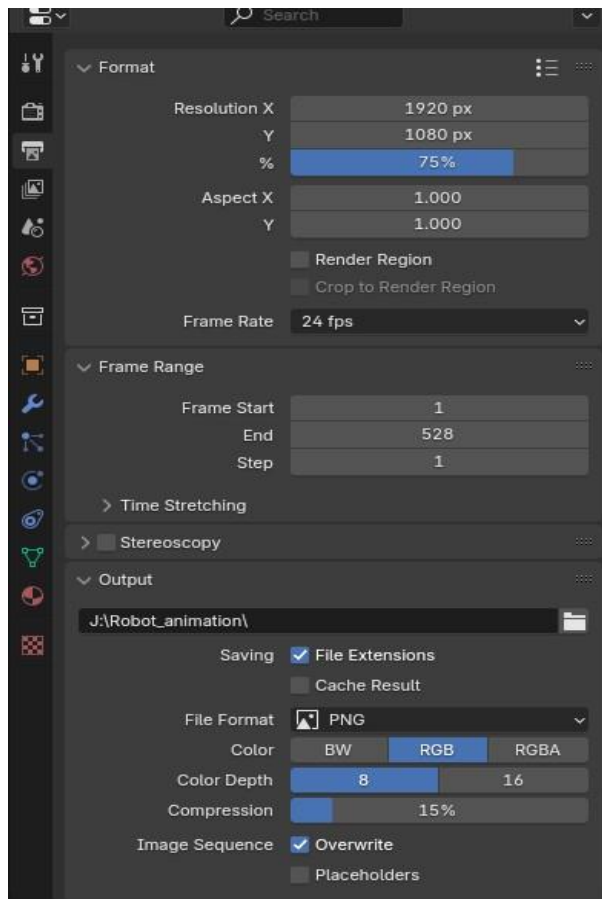 Search
Format
Resolution X 1920 px
Y 1080 px
% 75%
Aspect X 1.000
Y 1.000
Render Region
Crop to Render Region
Frame Rate 24 fps
Frame Range
Frame Start 1
End 528
Step 1
Time Stretching
Stereoscopy
Output
J:\Robot_animation\
Saving File Extensions
Cache Result
File Format PNG
Color BW RGB RGBA
Color Depth 8 16
Compression 15%
Image Sequence Overwrite
Placeholders